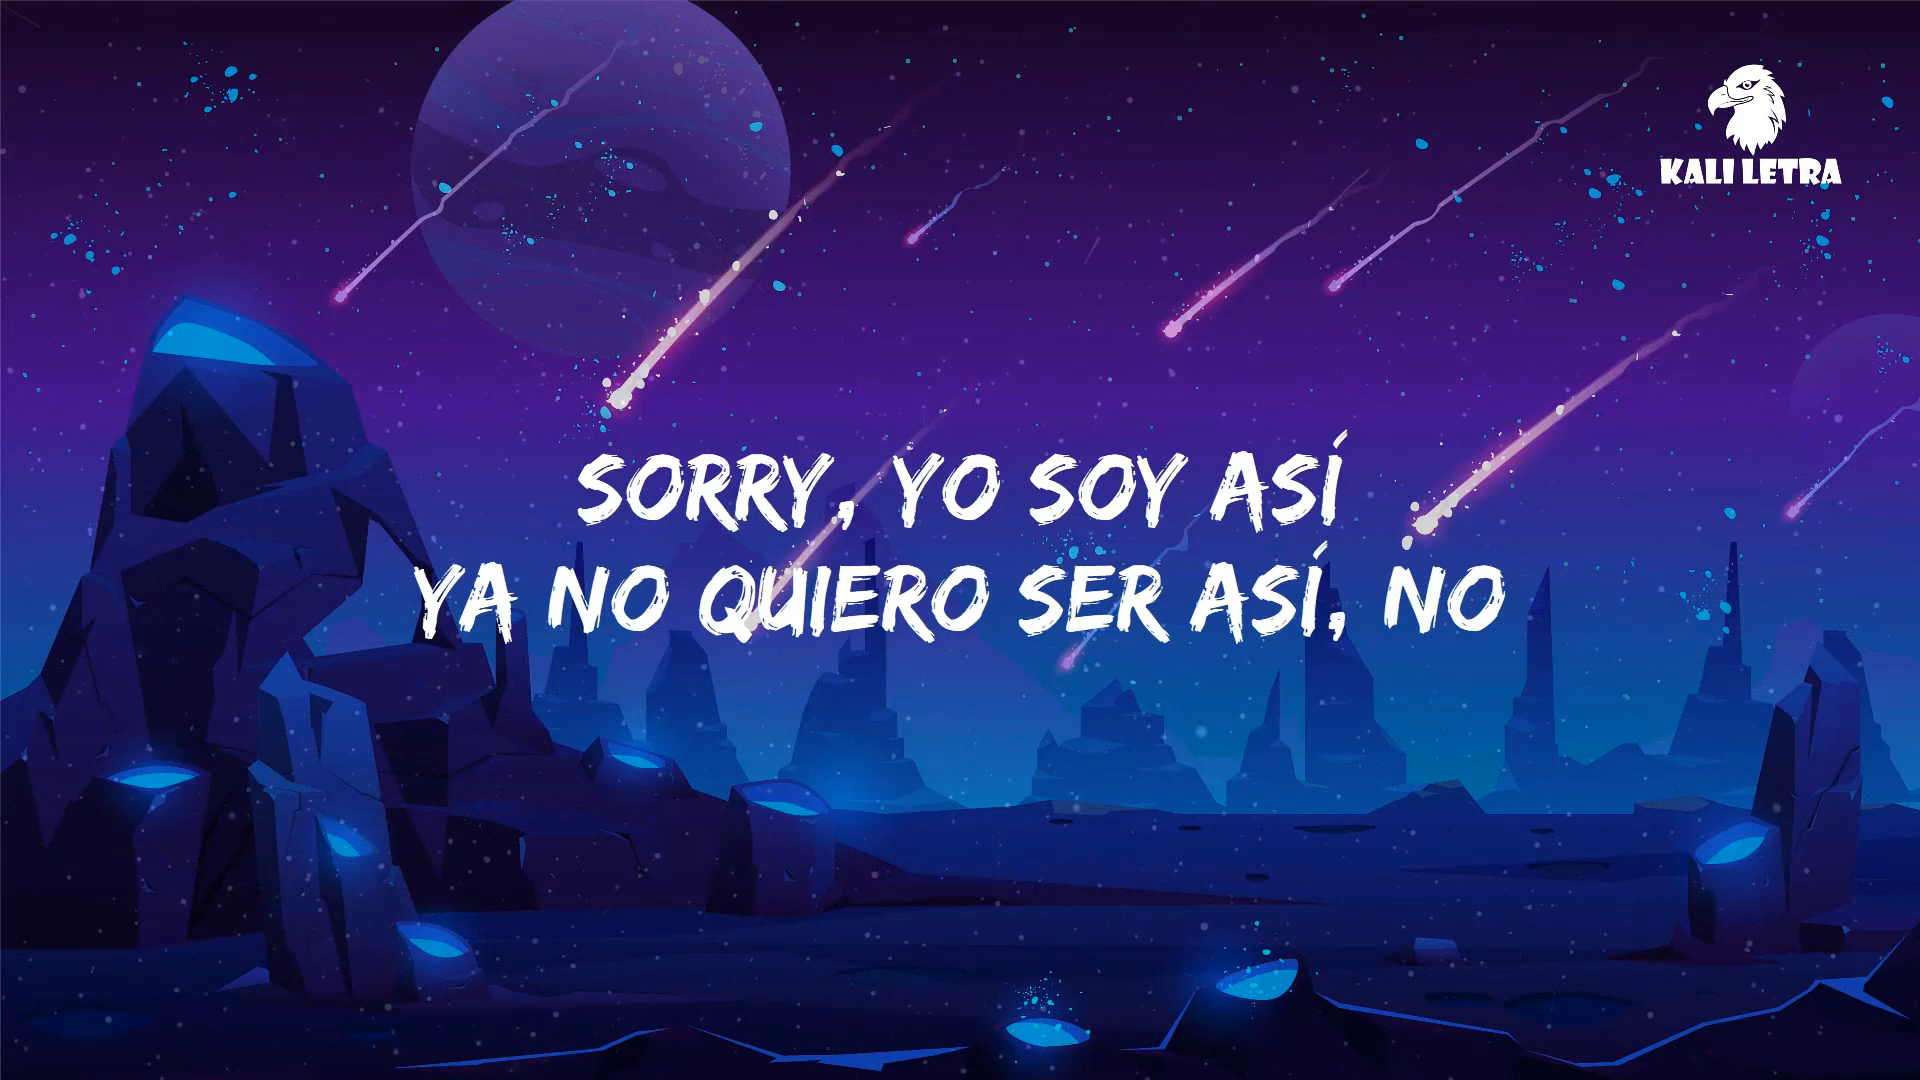 KALI LETRA
SORRY, YO SOY ASÍ
YA NO QUIERO SER ASÍ, NO